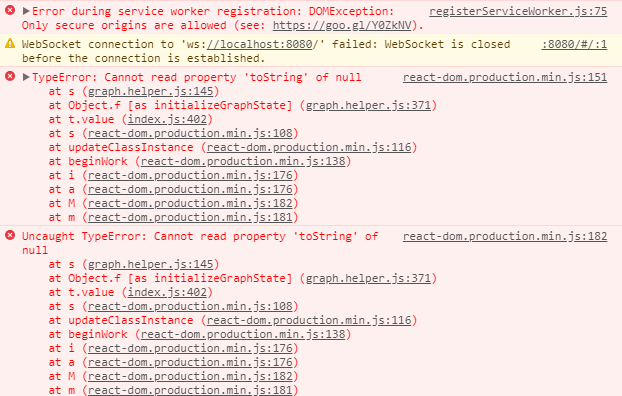 ▶Error during service worker registration: DOMException: registerServiceWorker.js:75
Only secure origins are allowed (see: https://goo.gl/Y0ZkNV).
WebSocket connection to 'ws://localhost:8080/' failed: WebSocket is closed :8080/#/:1
before the connection is established.
▶TypeError: Cannot read property 'toString' of null react-dom.production.min.js:151
at s (graph.helper.js:145)
at Object.f [as initializeGraphState] (graph.helper.js:371)
at t.value (index.js:402)
at s (react-dom.production.min.js:108)
at updateClassInstance (react-dom.production.min.js:116)
at beginWork (react-dom.production.min.js:138)
at i (react-dom.production.min.js:176)
at a (react-dom.production.min.js:176)
at M (react-dom.production.min.js:182)
at m (react-dom.production.min.js:181)
Uncaught TypeError: Cannot read property 'toString' of react-dom.production.min.js:182
null
at s (graph.helper.js:145)
at Object.f [as initializeGraphState] (graph.helper.js:371)
at t.value (index.js:402)
at s (react-dom.production.min.js:108)
at updateClassInstance (react-dom.production.min.js:116)
at beginWork (react-dom.production.min.js:138)
at i (react-dom.production.min.js:176)
at a (react-dom.production.min.js:176)
at M (react-dom.production.min.js:182)
at m (react-dom.production.min.js:181)